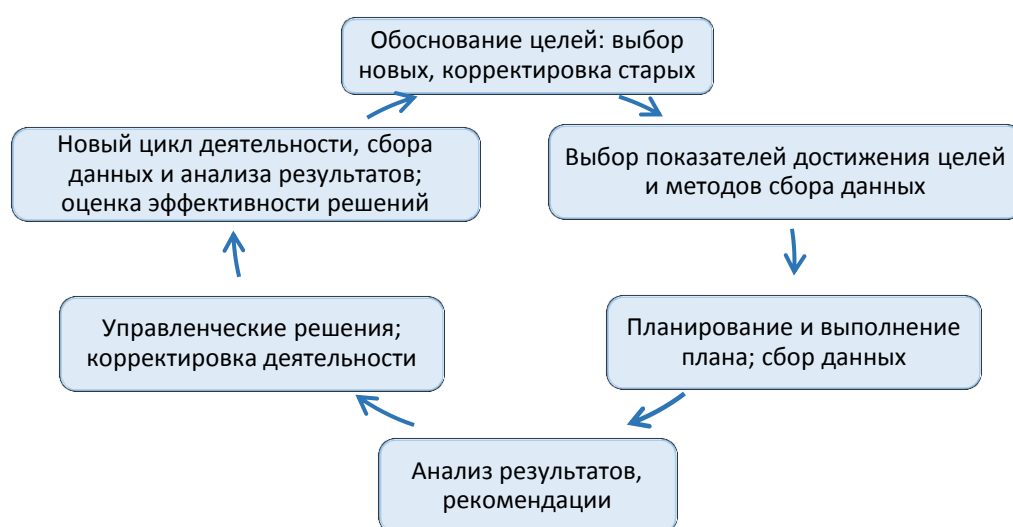 Обоснование целей: выбор
новых, корректировка старых
Выбор показателей достижения целей
и методов сбора данных
Планирование и выполнение
плана; сбор данных
Анализ результатов,
рекомендации
Управленческие решения;
корректировка деятельности
Новый цикл деятельности, сбора
данных и анализа результатов;
оценка эффективности решений